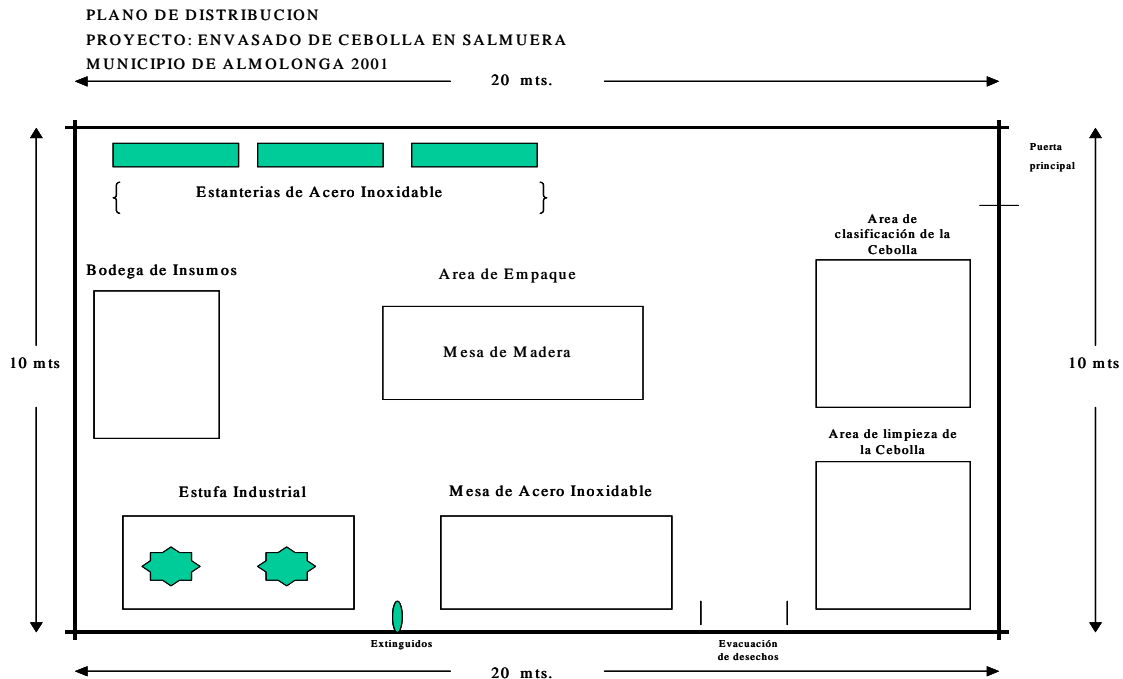 PLANO DE DISTRIBUCION
PROYECTO: ENVASADO DE CEBOLLA EN SALMUERA
MUNICIPIO DE ALMOLONGA 2001
20 mts.
Puerta
principal
Estanterias de Acero Inoxidable
Area de
clasificación de la
Cebolla
Bodega de Insumos
Area de Empaque
Mesa de Madera
10 mts
10 mts
Area de limpieza de
la Cebolla
Estufa Industrial
Mesa de Acero Inoxidable
Extinguidos
Evacuación
de desechos
20 mts.